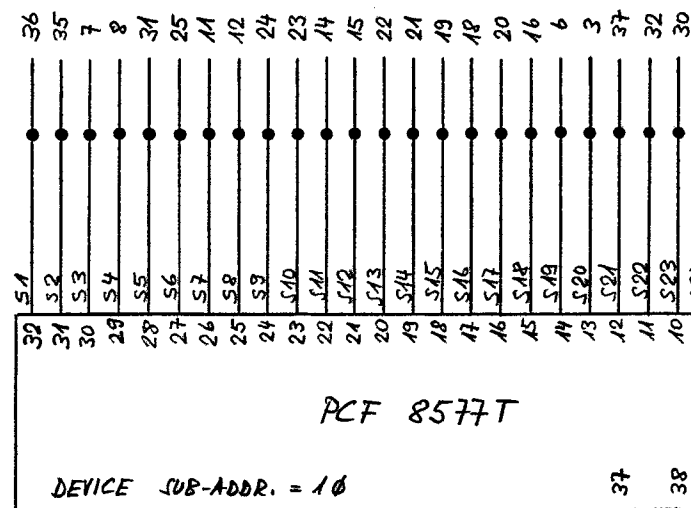 36 35 7 8 31 25 11 12 24 23 14 15 22 21 19 18 20 16 6 3 37 32 30
S1 S2 S3 S4 S5 S6 S7 S8 S9 S10 S11 S12 S13 S14 S15 S16 S17 S18 S19 S20 S21 S22 S23
32 31 30 29 28 27 26 25 24 23 22 21 20 19 18 17 16 15 14 13 12 11 10
PCF 8577T
DEVICE SUB-ADDR. = 1Ø
37 38